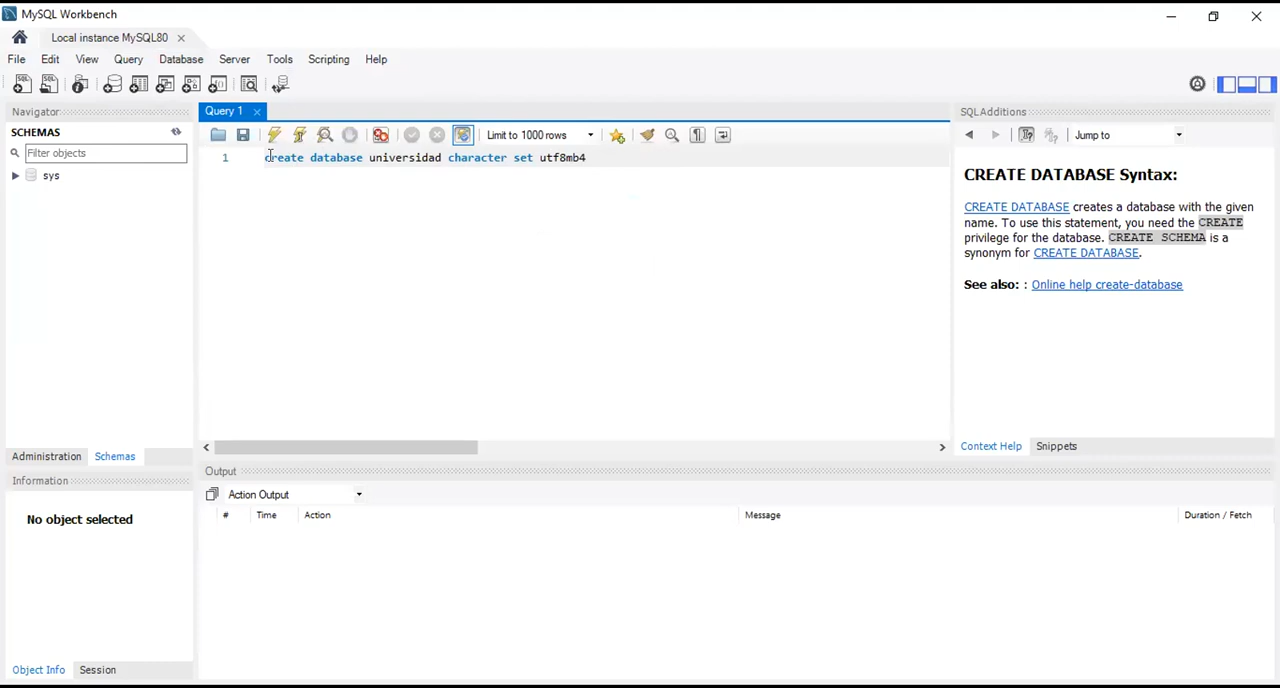 MySQL Workbench
Local instance MySQL80
File Edit View Query Database Server Tools Scripting Help
Navigator
SCHEMAS
Filter objects
sys
Administration Schemas
Information
No object selected
Object Info Session
Query 1
Limit to 1000 rows
1 create database universidad character set utf8mb4
Output
Action Output
# Time Action Message Duration / Fetch
SQLAdditions
Jump to
CREATE DATABASE Syntax:
CREATE DATABASE creates a database with the given
name. To use this statement, you need the CREATE
privilege for the database. CREATE SCHEMA is a
synonym for CREATE DATABASE.
See also: : Online help create-database
Context Help Snippets